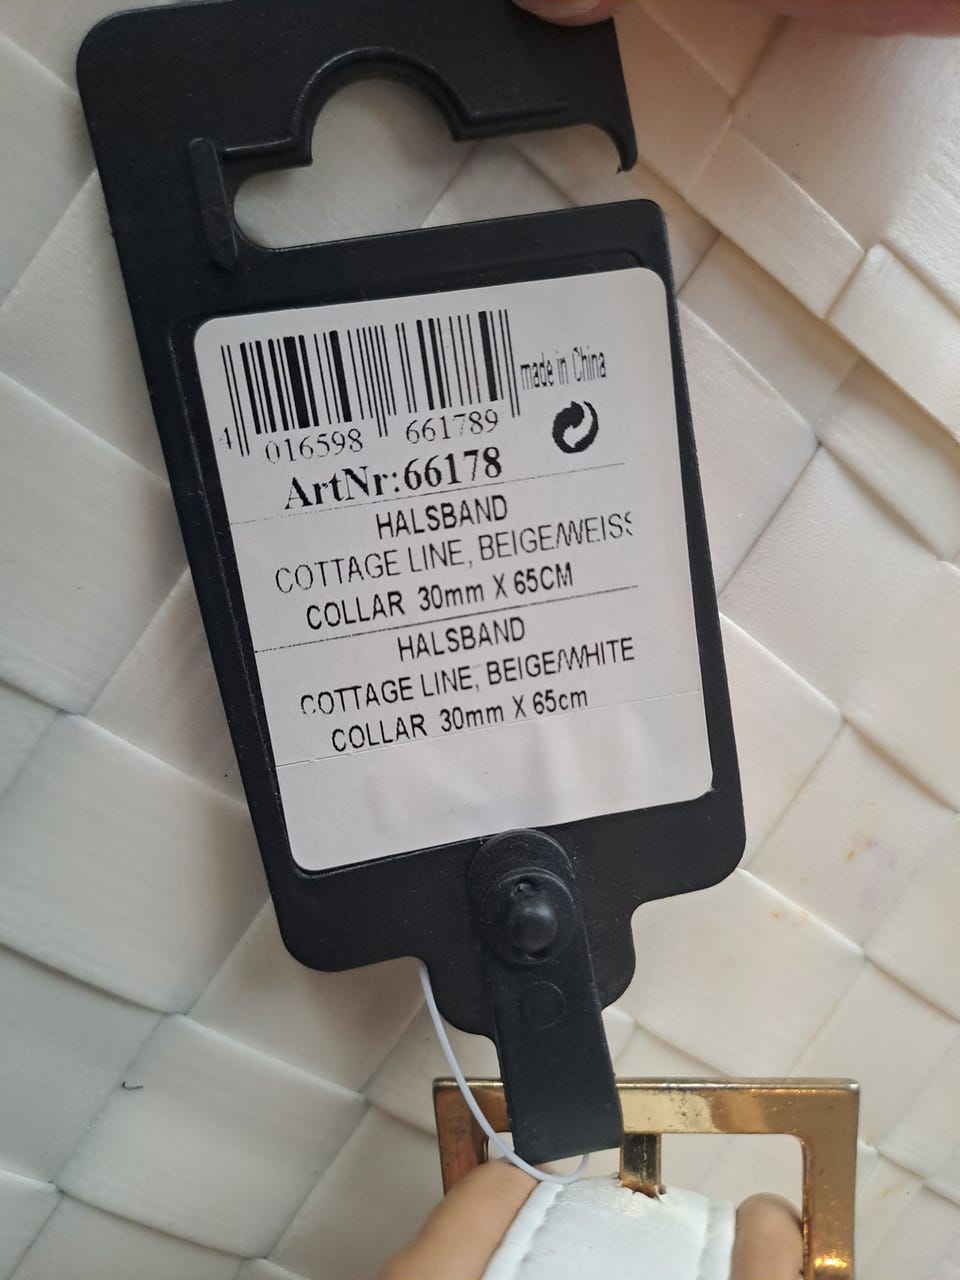 made in China
4 016598 661789
ArtNr:66178
HALSBAND
COTTAGE LINE, BEIGE/WEISS
COLLAR 30mm X 65CM
HALSBAND
COTTAGE LINE, BEIGE/WHITE
COLLAR 30mm X 65cm